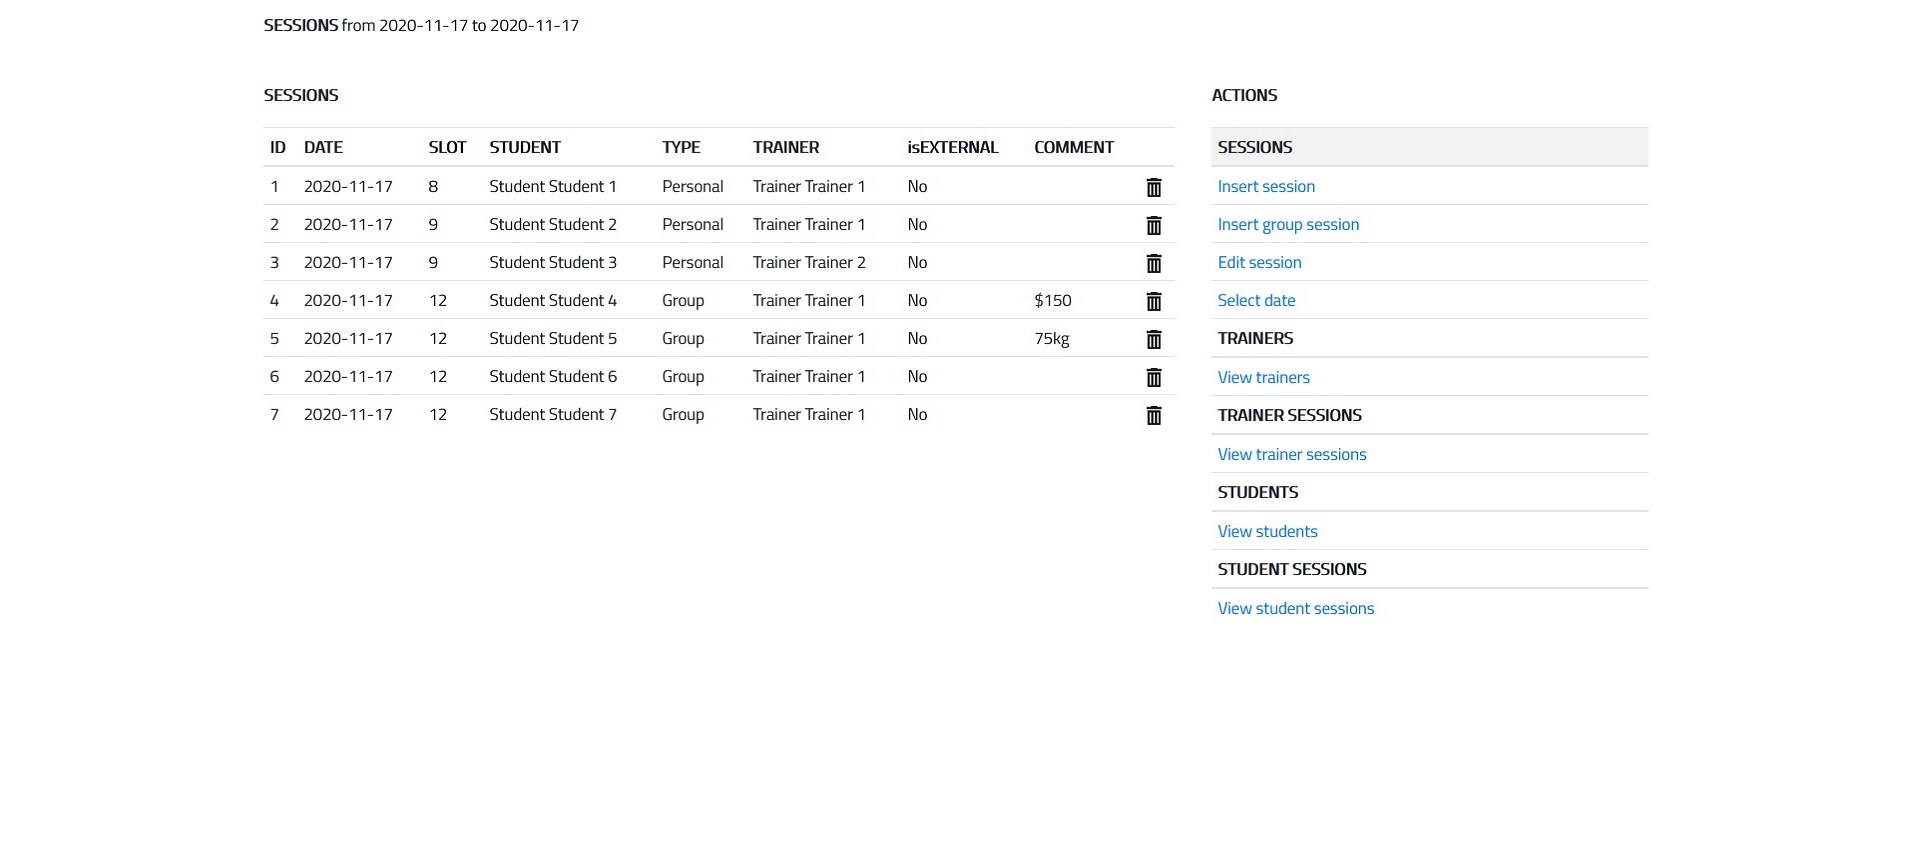 SESSIONS from 2020-11-17 to 2020-11-17
SESSIONS
ID DATE SLOT STUDENT TYPE TRAINER isEXTERNAL COMMENT
1 2020-11-17 8 Student Student 1 Personal Trainer Trainer 1 No
2 2020-11-17 9 Student Student 2 Personal Trainer Trainer 1 No
3 2020-11-17 9 Student Student 3 Personal Trainer Trainer 2 No
4 2020-11-17 12 Student Student 4 Group Trainer Trainer 1 No $150
5 2020-11-17 12 Student Student 5 Group Trainer Trainer 1 No 75kg
6 2020-11-17 12 Student Student 6 Group Trainer Trainer 1 No
7 2020-11-17 12 Student Student 7 Group Trainer Trainer 1 No
ACTIONS
SESSIONS
Insert session
Insert group session
Edit session
Select date
TRAINERS
View trainers
TRAINER SESSIONS
View trainer sessions
STUDENTS
View students
STUDENT SESSIONS
View student sessions